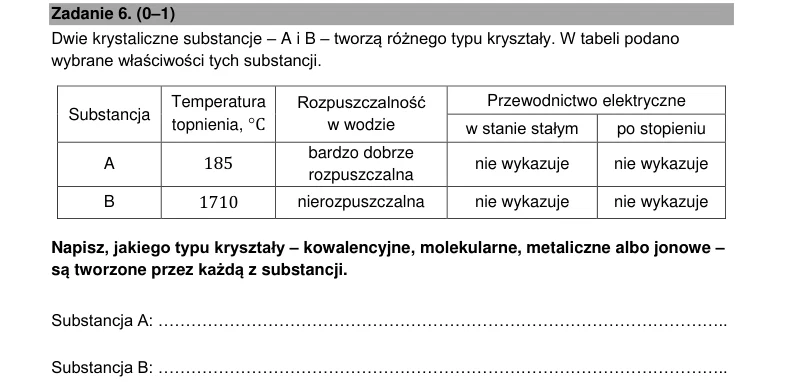 Zadanie 6. (0–1)
Dwie krystaliczne substancje – A i B – tworzą różnego typu kryształy. W tabeli podano
wybrane właściwości tych substancji.
Substancja
Temperatura
topnienia, °C
Rozpuszczalność
w wodzie
Przewodnictwo elektryczne
w stanie stałym
po stopieniu
A
185
bardzo dobrze
rozpuszczalna
nie wykazuje
nie wykazuje
B
1710
nierozpuszczalna
nie wykazuje
nie wykazuje
Napisz, jakiego typu kryształy – kowalencyjne, molekularne, metaliczne albo jonowe –
są tworzone przez każdą z substancji.
Substancja A: …………………………………………………………………………………………..
Substancja B: …………………………………………………………………………………………..